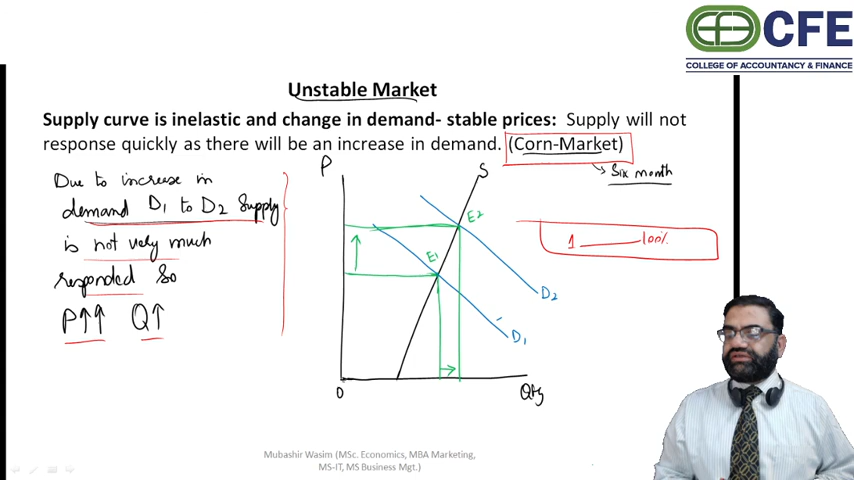 CFE
COLLEGE OF ACCOUNTANCY & FINANCE
Unstable Market
Supply curve is inelastic and change in demand- stable prices: Supply will not
response quickly as there will be an increase in demand. (Corn-Market)
Six month
Due to increase in
demand D1 to D2 Supply
is not very much
responded so
P↑↑ Q↑
P
S
E2
E1
D2
D1
0
Qty
1 — 100%
Mubashir Wasim (MSc. Economics, MBA Marketing,
MS-IT, MS Business Mgt.)